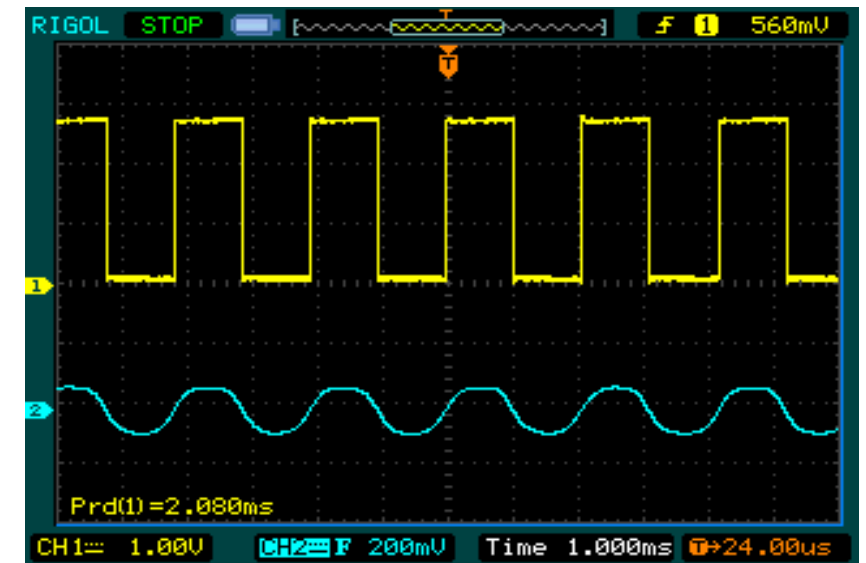 RIGOL STOP T F 1 560mV
T
1
2
Prd(1)=2.080ms
CH1 1.00V CH2 F 200mV Time 1.000ms T→24.00us